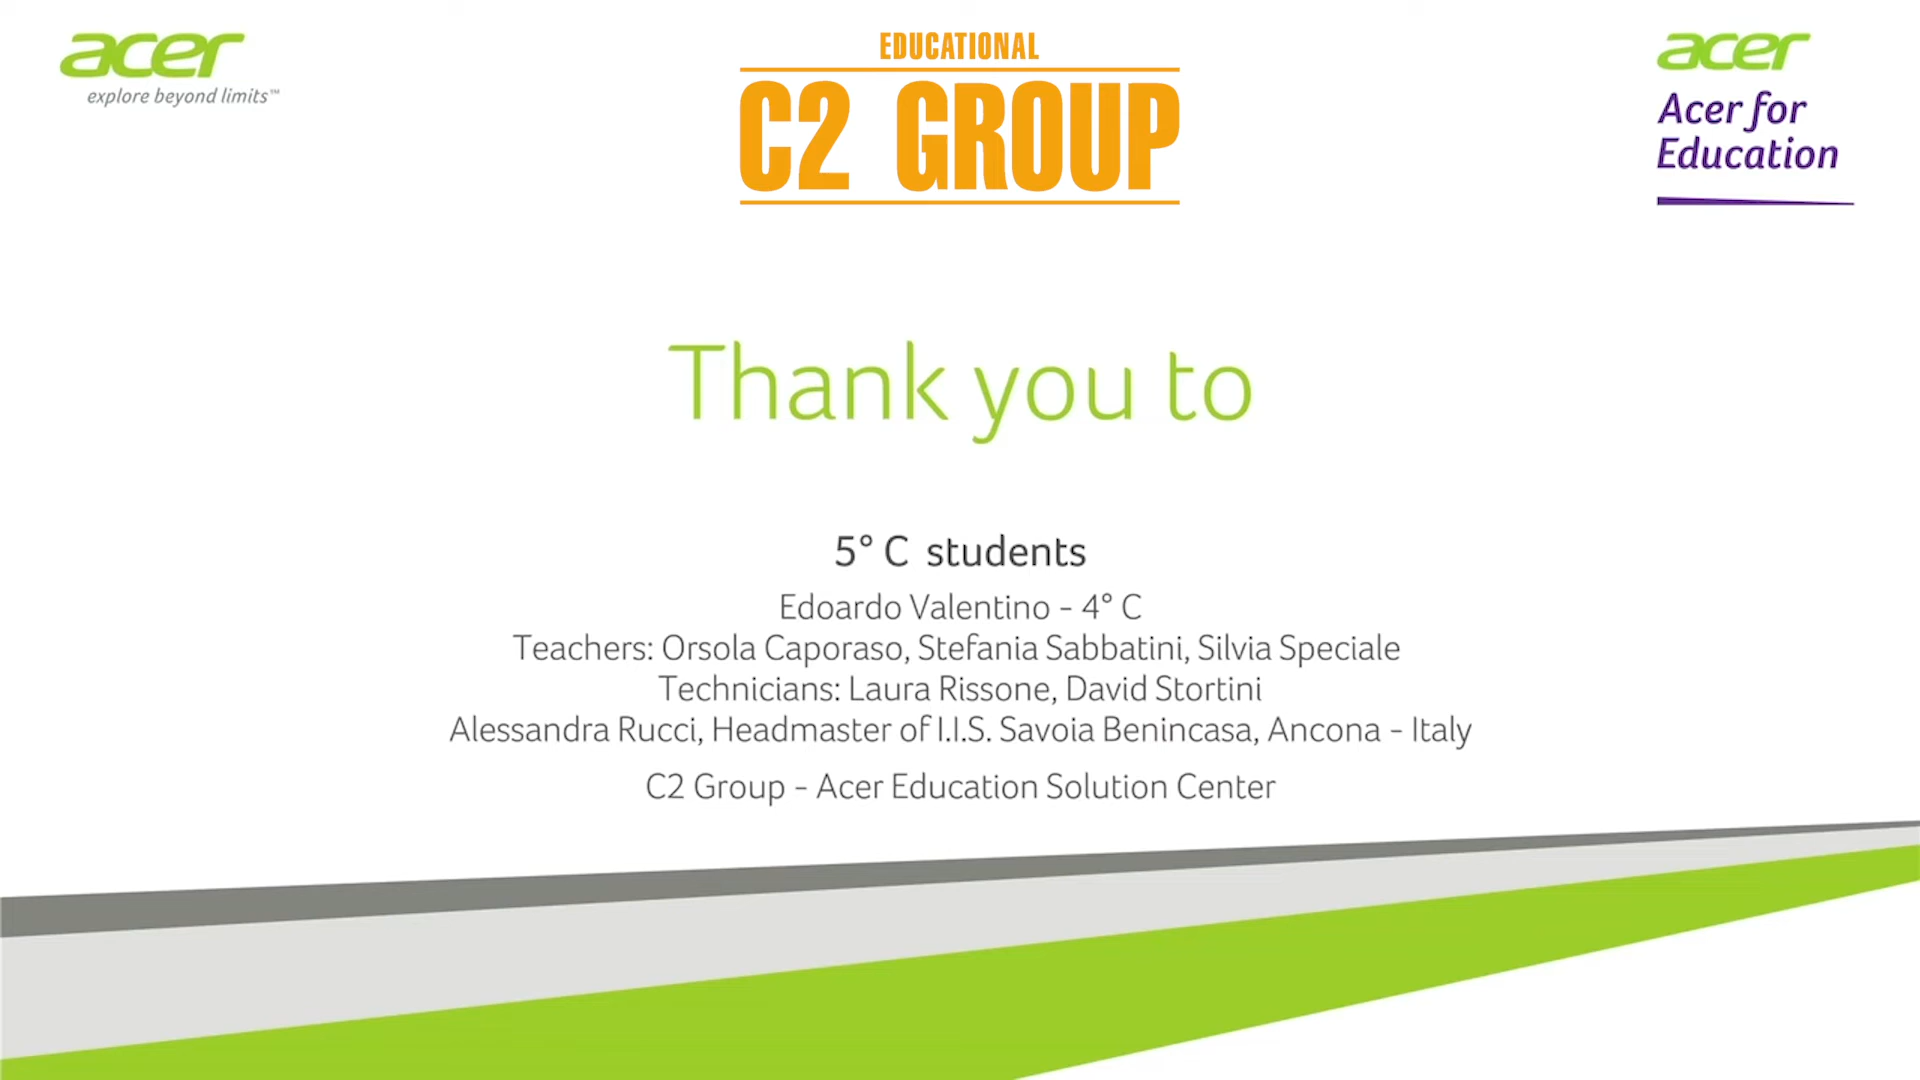 acer
explore beyond limits™
EDUCATIONAL
C2 GROUP
acer
Acer for
Education
Thank you to
5° C students
Edoardo Valentino - 4° C
Teachers: Orsola Caporaso, Stefania Sabbatini, Silvia Speciale
Technicians: Laura Rissone, David Stortini
Alessandra Rucci, Headmaster of I.I.S. Savoia Benincasa, Ancona - Italy
C2 Group - Acer Education Solution Center